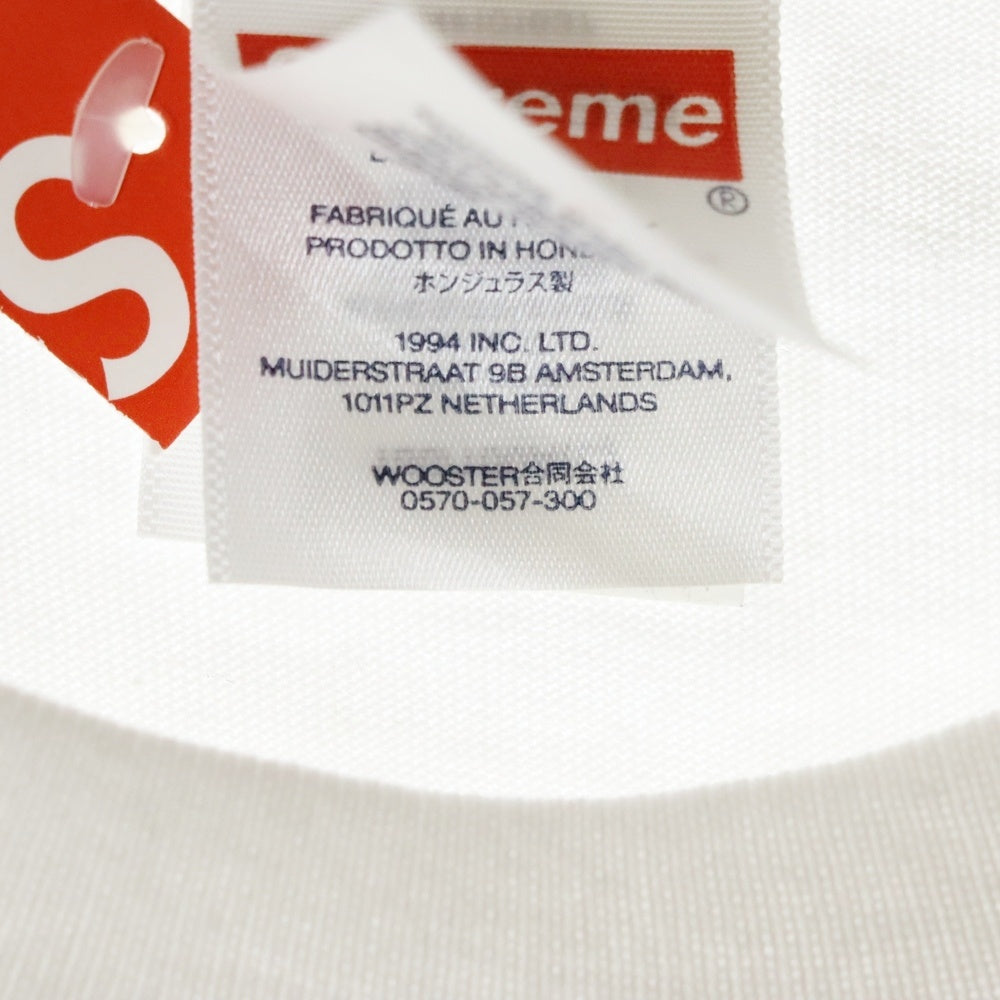 S
FABRIQUÉ AU
PRODOTTO IN
ホンジュラス製
1994 INC. LTD.
MUIDERSTRAAT 9B AMSTERDAM,
1011PZ NETHERLANDS
WOOSTER合同会社
0570-057-300